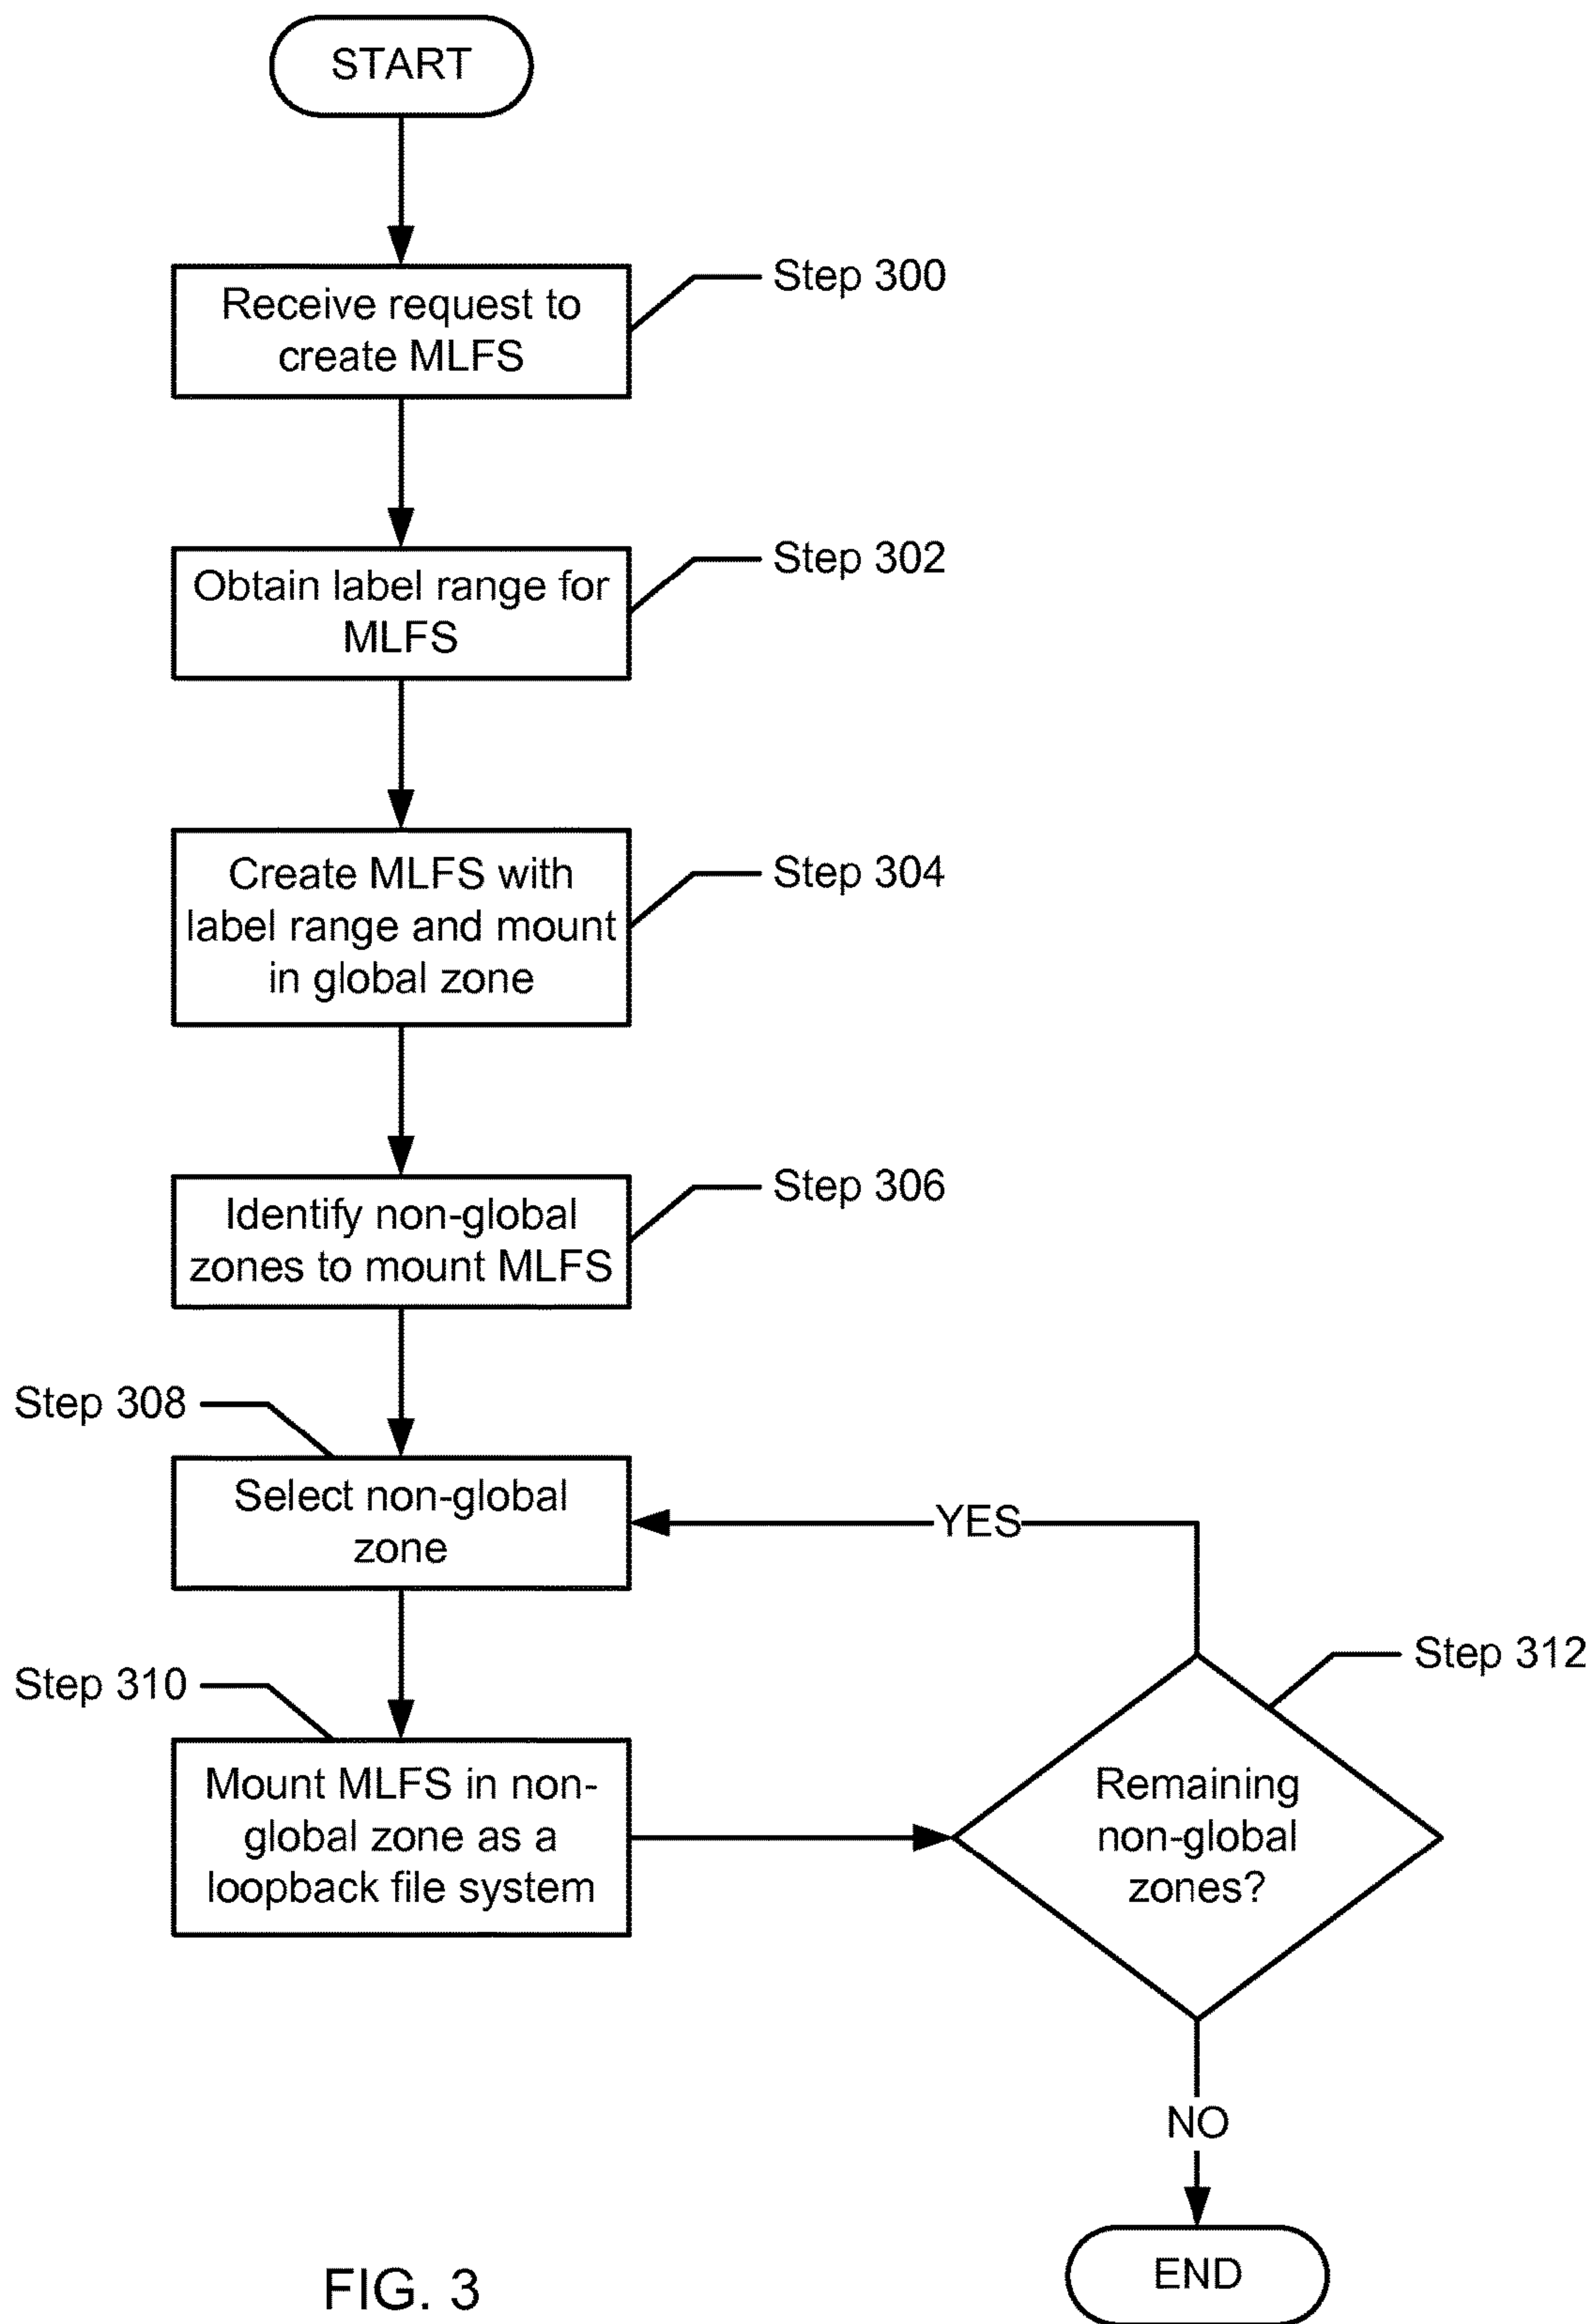 START
Receive request to
create MLFS
Step 300
Obtain label range for
MLFS
Step 302
Create MLFS with
label range and mount
in global zone
Step 304
Identify non-global
zones to mount MLFS
Step 306
Step 308
Select non-global
zone
YES
Step 310
Mount MLFS in non-
global zone as a
loopback file system
Step 312
Remaining
non-global
zones?
NO
END
FIG. 3